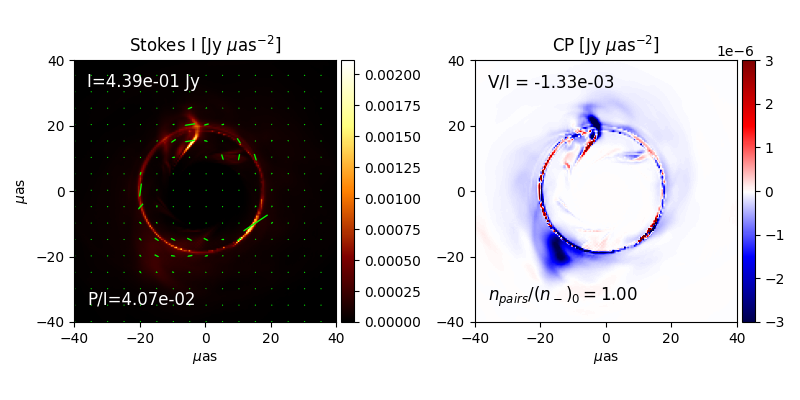 Stokes I [Jy μas⁻²]
I=4.39e-01 Jy
P/I=4.07e-02
40
20
0
−20
−40
μas
−40 −20 0 20 40
μas
0.00200
0.00175
0.00150
0.00125
0.00100
0.00075
0.00050
0.00025
0.00000
CP [Jy μas⁻²]
1e−6
V/I = -1.33e-03
n_pairs/(n_−)₀ = 1.00
40
20
0
−20
−40
−40 −20 0 20 40
μas
3
2
1
0
−1
−2
−3